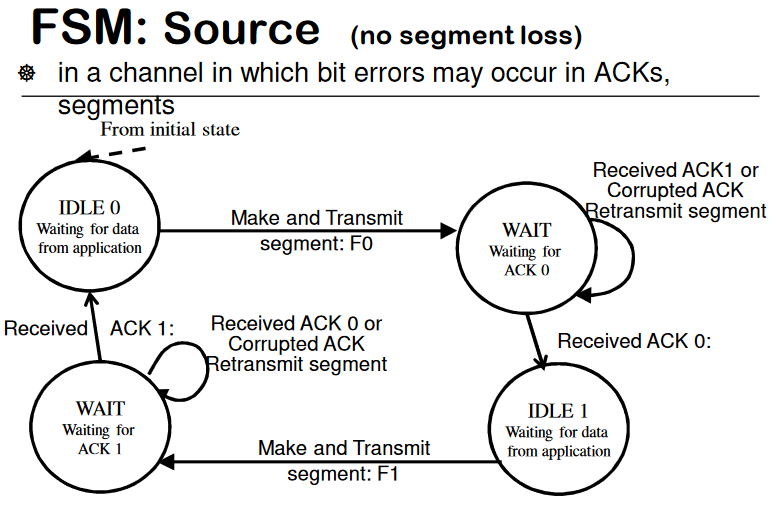 FSM: Source (no segment loss)
in a channel in which bit errors may occur in ACKs,
segments
From initial state
IDLE 0
Waiting for data
from application
Make and Transmit
segment: F0
WAIT
Waiting for
ACK 0
Received ACK1 or
Corrupted ACK
Retransmit segment
Received ACK 1:
Received ACK 0 or
Corrupted ACK
Retransmit segment
Received ACK 0:
WAIT
Waiting for
ACK 1
Make and Transmit
segment: F1
IDLE 1
Waiting for data
from application